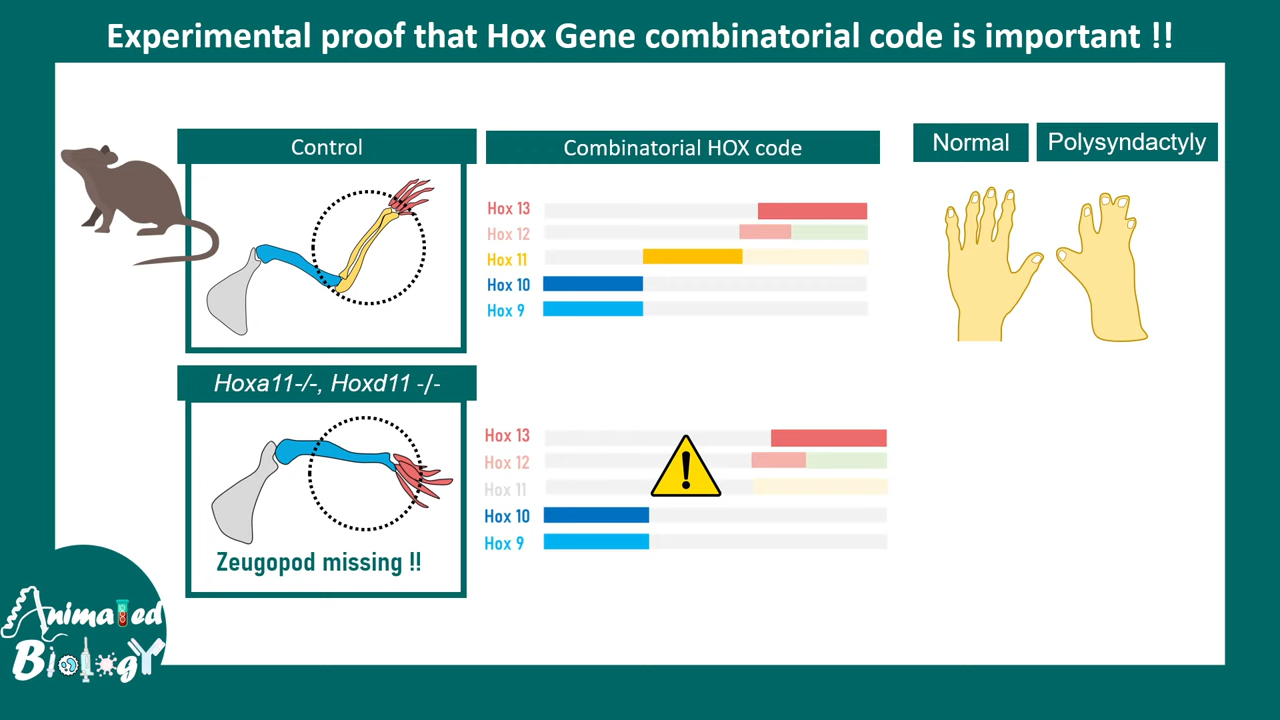 Experimental proof that Hox Gene combinatorial code is important !!
Control
Combinatorial HOX code
Normal
Polysyndactyly
Hox 13
Hox 12
Hox 11
Hox 10
Hox 9
Hoxa11-/-, Hoxd11 -/-
Hox 13
Hox 12
Hox 11
Hox 10
Hox 9
Zeugopod missing !!
Animated
Biology